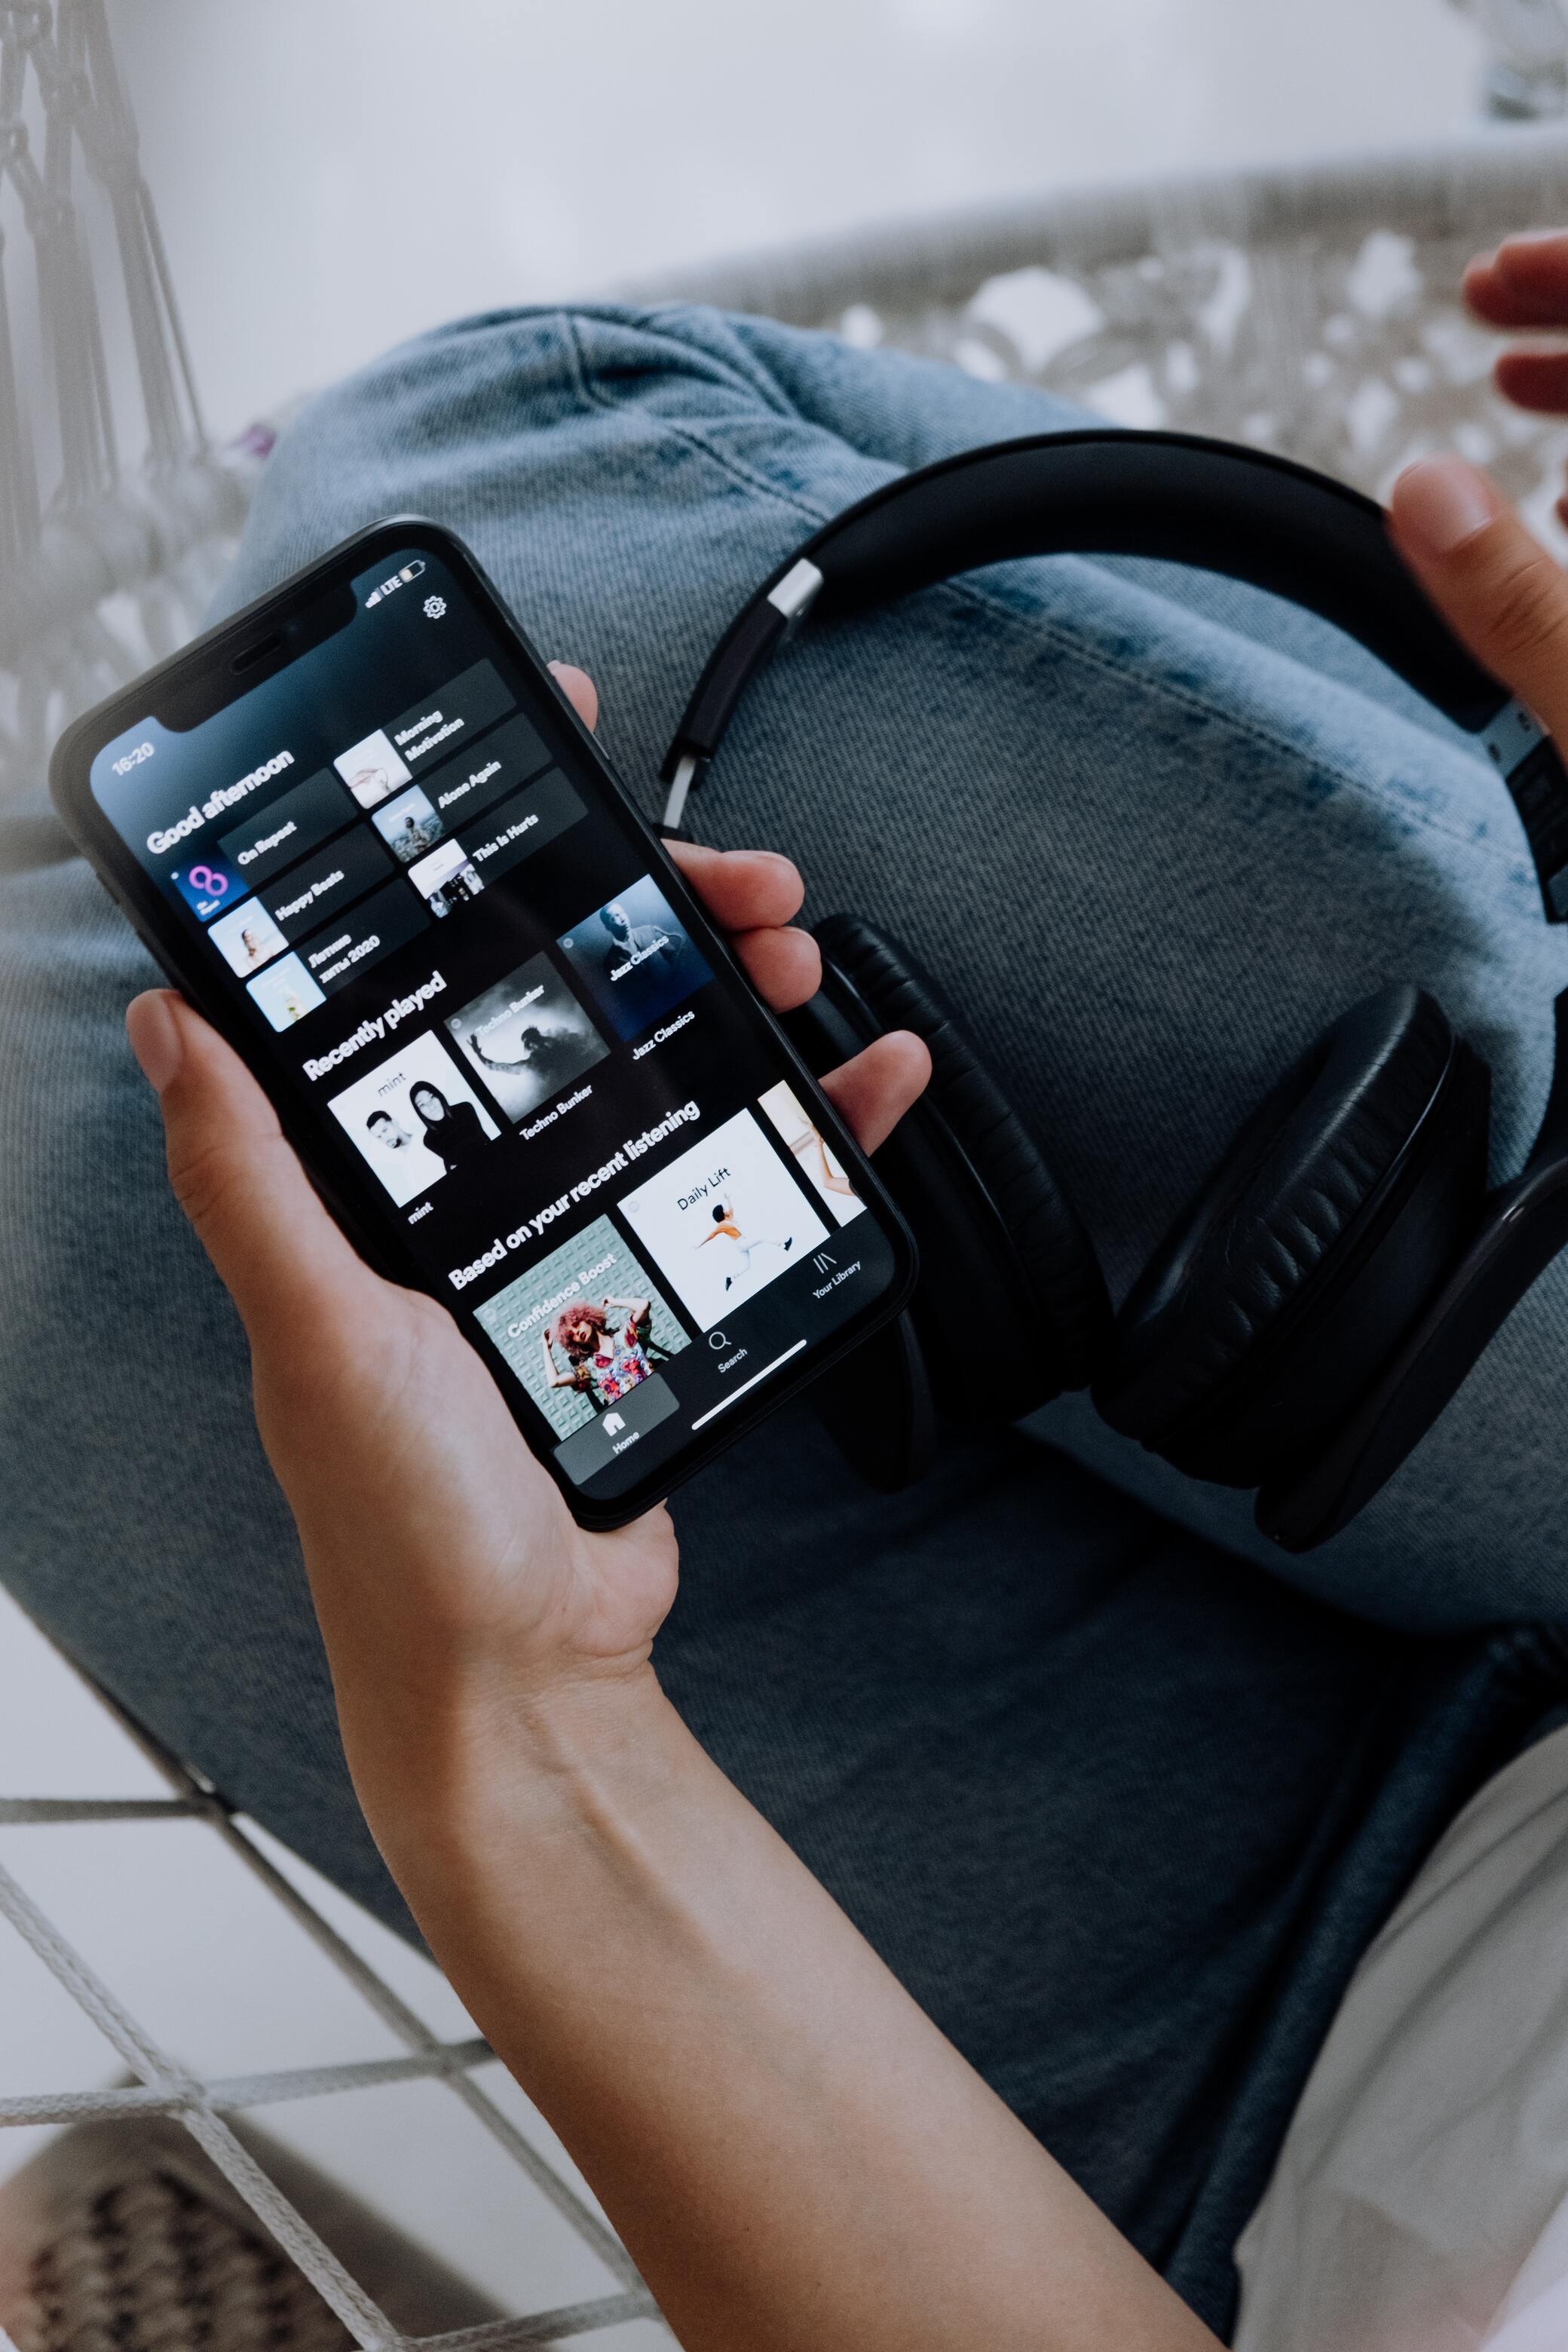 16:20
LTE
Good afternoon
On Repeat
Morning
Motivation
Happy Beats
Alone Again
Латино
хиты 2020
This Is Hurts
Recently played
mint
mint
Techno Bunker
Techno Bunker
Jazz Classics
Jazz Classics
Based on your recent listening
Confidence Boost
Daily Lift
Home
Search
Your Library